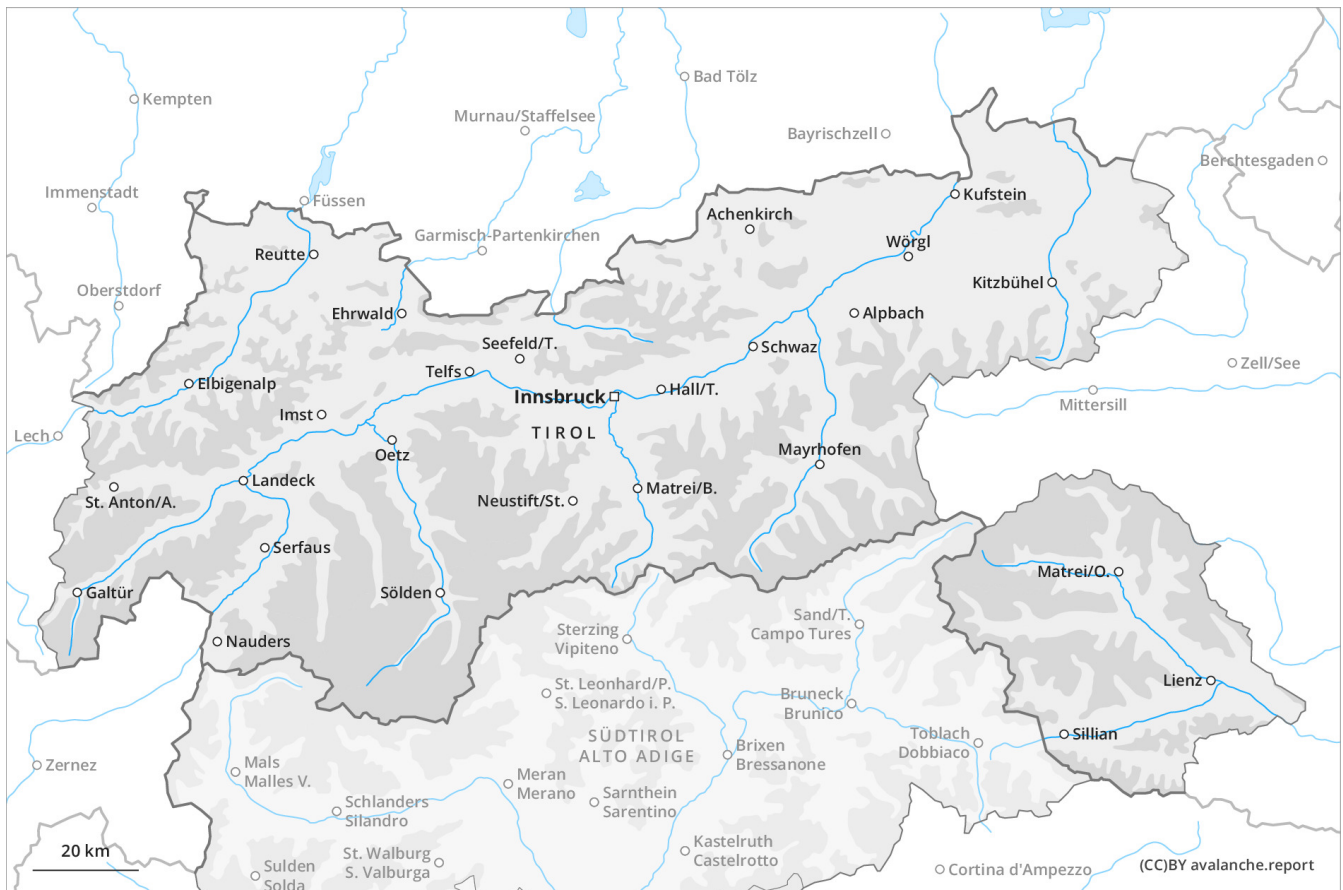 Bad Tölz
Kempten
Murnau/Staffelsee
Bayrischzell
Berchtesgaden
Immenstadt
Füssen
Kufstein
Achenkirch
Garmisch-Partenkirchen
Wörgl
Reutte
Oberstdorf
Kitzbühel
Ehrwald
Alpbach
Seefeld/T.
Schwaz
Zell/See
Telfs
Elbigenalp
Hall/T.
Innsbruck
Mittersill
Imst
TIROL
Lech
Oetz
Mayrhofen
Landeck
Matrei/B.
St. Anton/A.
Neustift/St.
Serfaus
Matrei/O.
Galtür
Sölden
Sand/T.
Campo Tures
Sterzing
Vipiteno
Nauders
Lienz
St. Leonhard/P.
S. Leonardo i. P.
Bruneck
Brunico
Sillian
SÜDTIROL
ALTO ADIGE
Toblach
Dobbiaco
Brixen
Bressanone
Zernez
Mals
Malles V.
Meran
Merano
Sarnthein
Sarentino
Schlanders
Silandro
Kastelruth
Castelrotto
20 km
St. Walburg
S. Valburga
Sulden
Solda
Cortina d'Ampezzo
(CC)BY avalanche.report